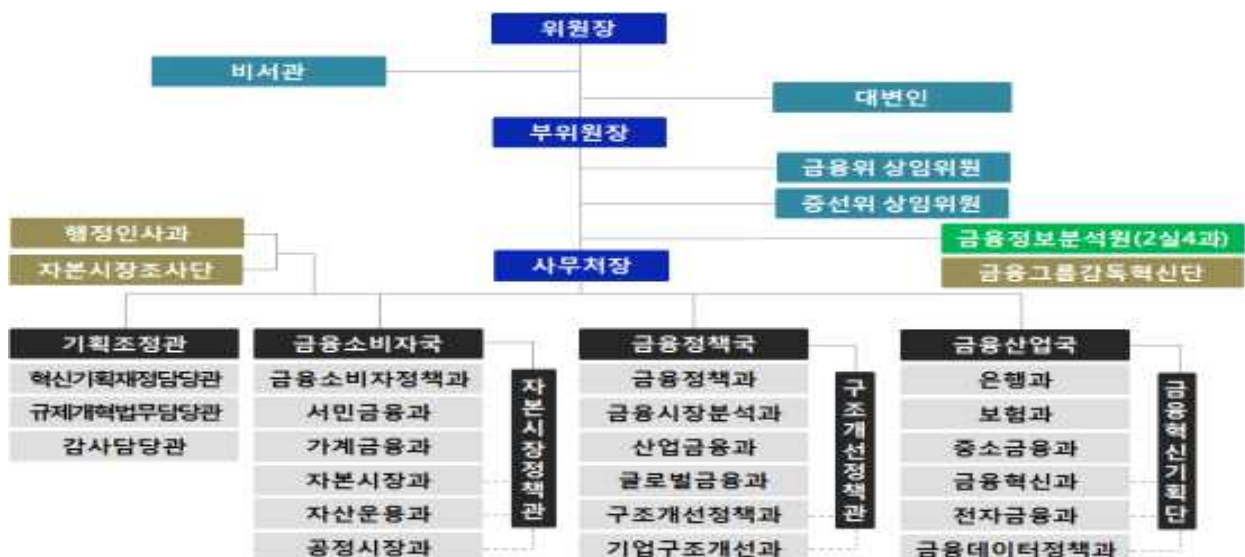 위원장
비서관
대변인
부위원장
금융위 상임위원
증선위 상임위원
행정인사과
금융정보분석원(2실4과)
자본시장조사단
사무처장
금융그룹감독혁신단
기획조정관
금융소비자국
금융정책국
금융산업국
혁신기획재정담당관
규제개혁법무담당관
감사담당관
금융소비자정책과
서민금융과
가계금융과
자본시장과
자산운용과
공정시장과
자본시장정책관
금융정책과
금융시장분석과
산업금융과
글로벌금융과
구조개선정책과
기업구조개선과
구조개선정책관
은행과
보험과
중소금융과
금융혁신과
전자금융과
금융데이터정책과
금융혁신기획단